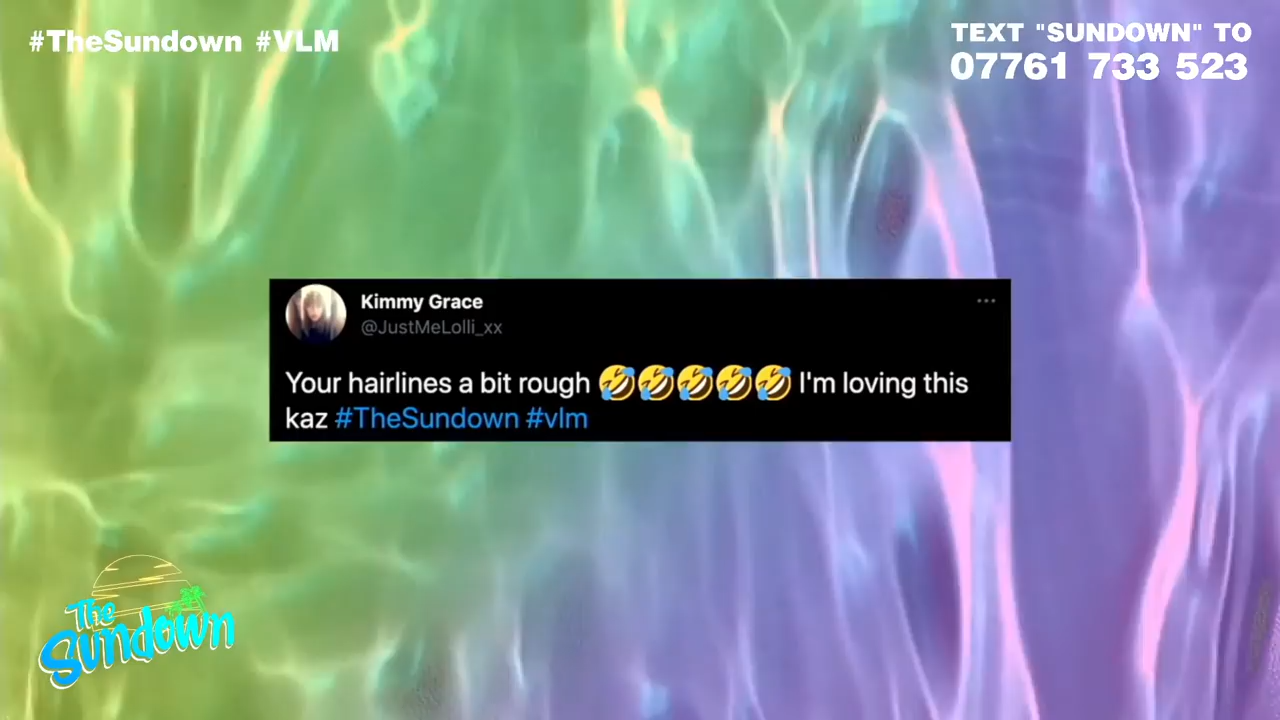 #TheSundown #VLM
TEXT "SUNDOWN" TO
07761 733 523
Kimmy Grace
@JustMeLolli_xx
Your hairlines a bit rough 🤣🤣🤣🤣🤣 I'm loving this
kaz #TheSundown #vlm
The
Sundown